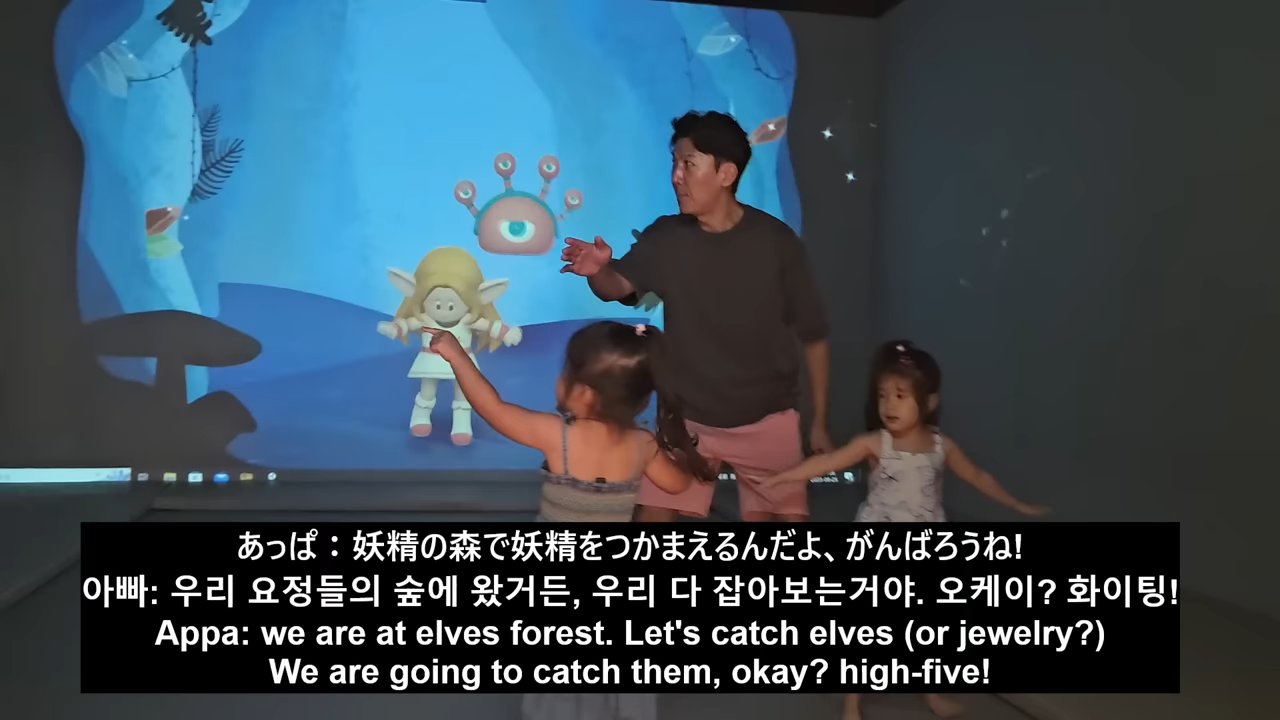 あっぱ：妖精の森で妖精をつかまえるんだよ、がんばろうね!
아빠: 우리 요정들의 숲에 왔거든, 우리 다 잡아보는거야. 오케이? 화이팅!
Appa: we are at elves forest. Let's catch elves (or jewelry?)
We are going to catch them, okay? high-five!